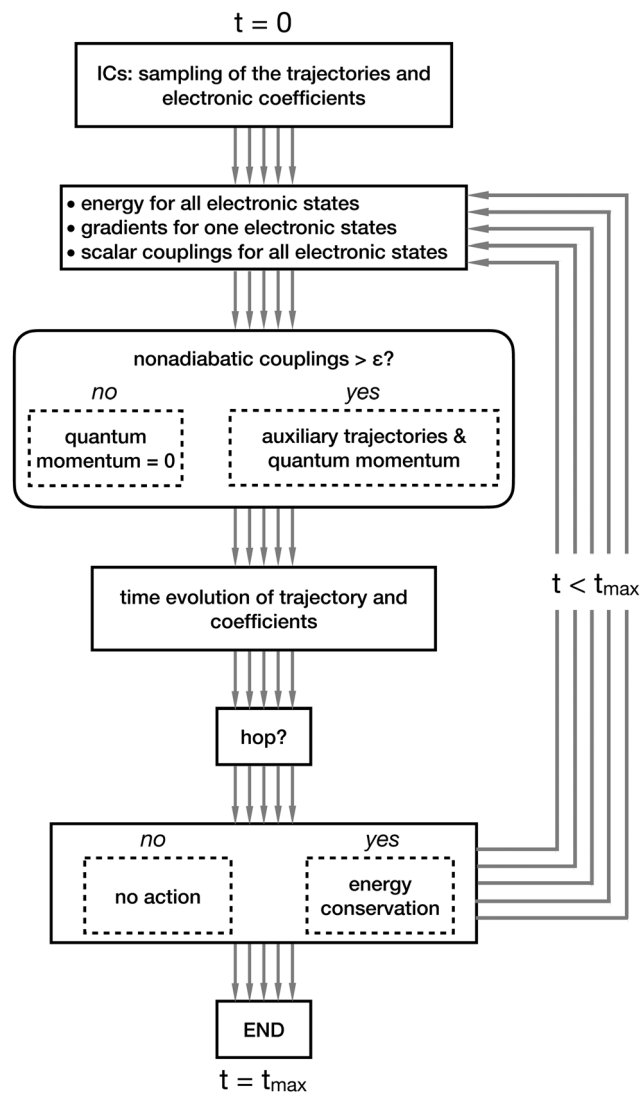 t = 0
ICs: sampling of the trajectories and
electronic coefficients
• energy for all electronic states
• gradients for one electronic states
• scalar couplings for all electronic states
nonadiabatic couplings > ε?
no
yes
quantum
momentum = 0
auxiliary trajectories &
quantum momentum
t < tmax
time evolution of trajectory and
coefficients
hop?
no
yes
no action
energy
conservation
END
t = tmax